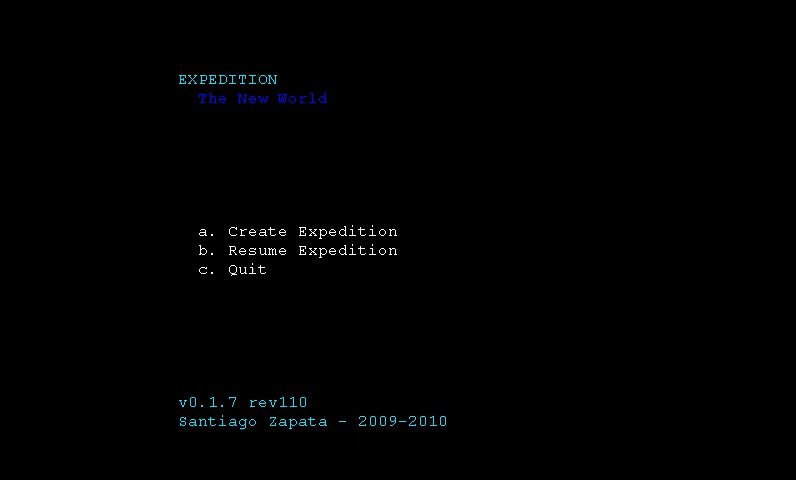 EXPEDITION
The New World
a. Create Expedition
b. Resume Expedition
c. Quit
v0.1.7 rev110
Santiago Zapata - 2009-2010